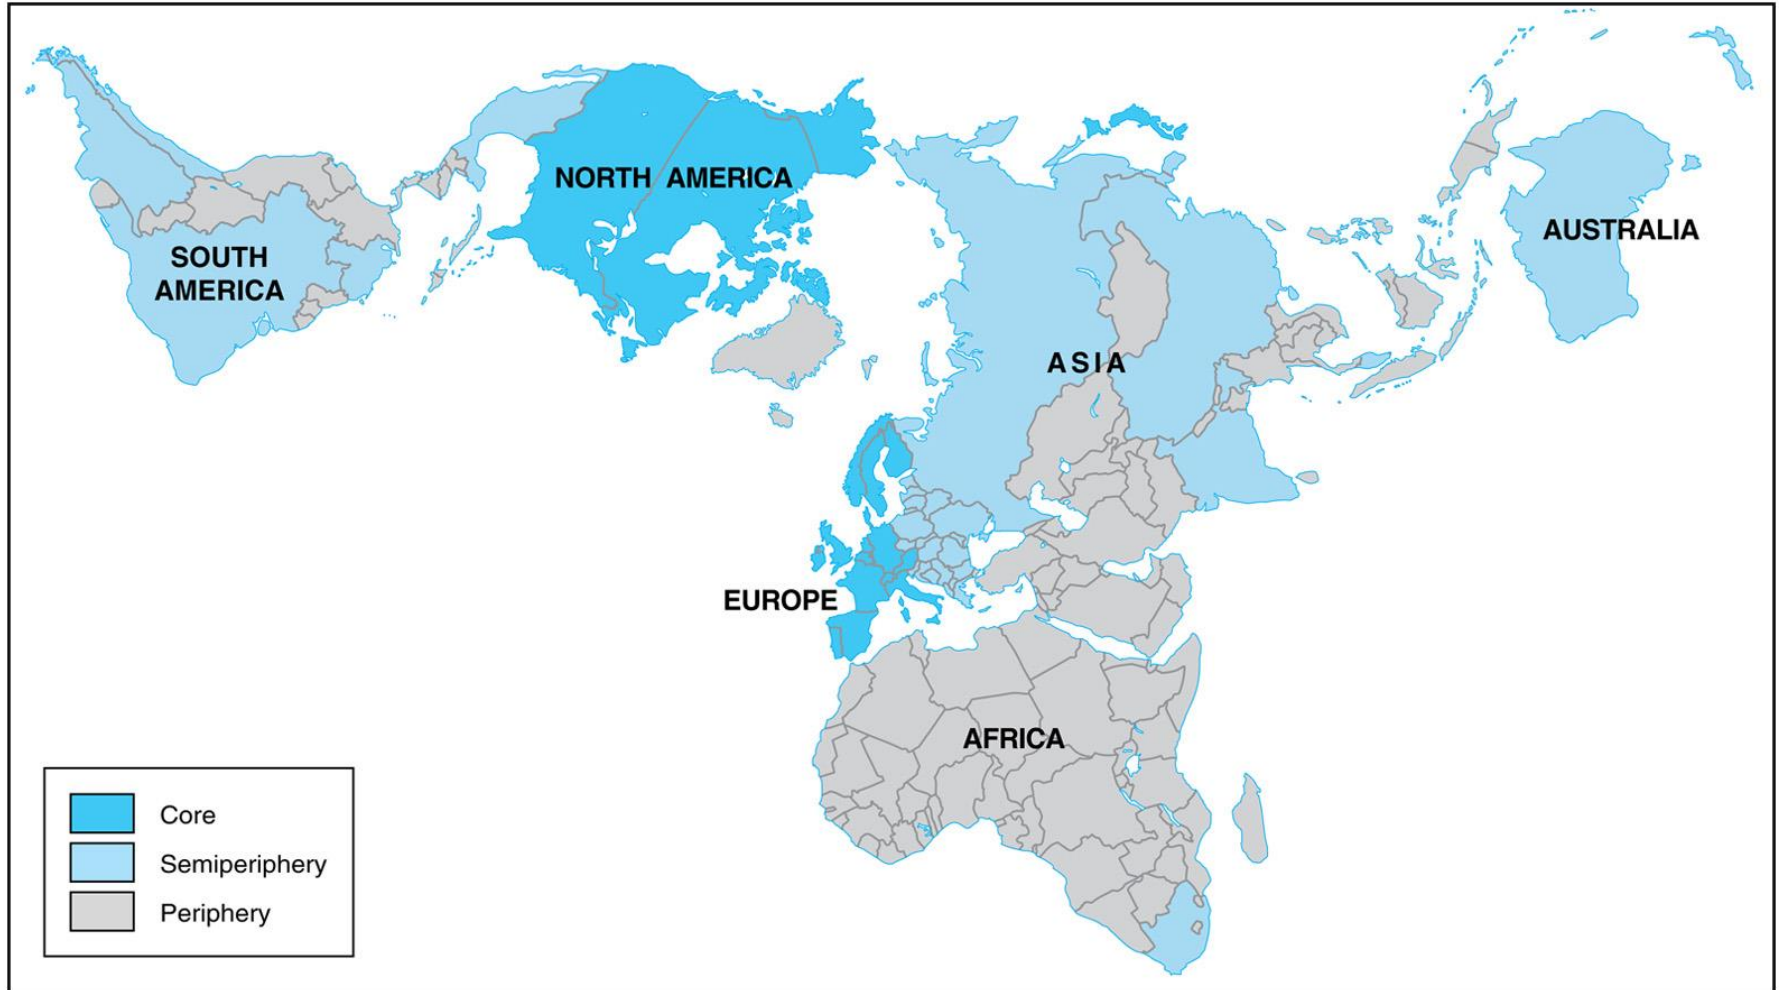 NORTH AMERICA
SOUTH
AMERICA
AUSTRALIA
ASIA
EUROPE
AFRICA
Core
Semiperiphery
Periphery